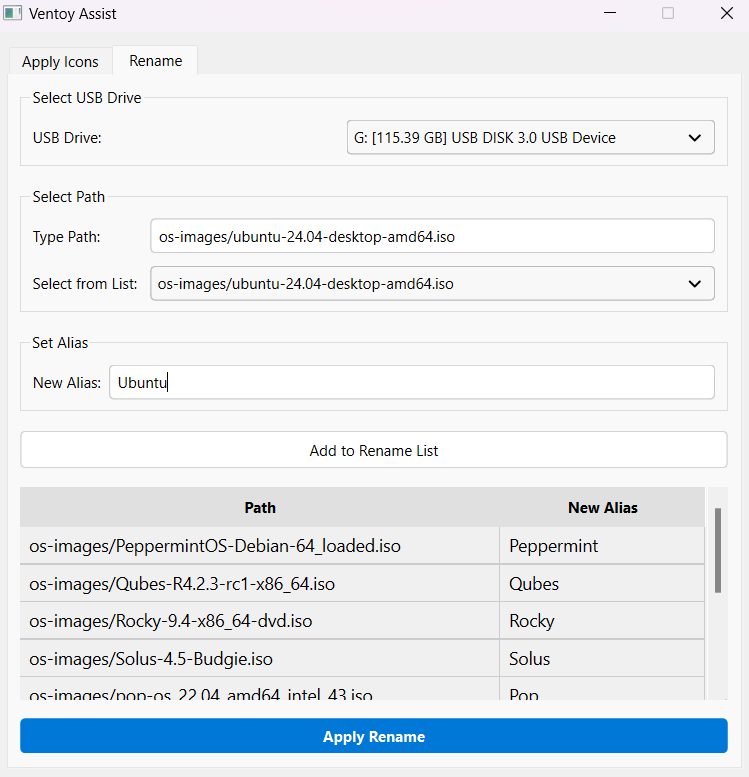 Ventoy Assist
Apply Icons Rename
Select USB Drive
USB Drive: G: [115.39 GB] USB DISK 3.0 USB Device
Select Path
Type Path: os-images/ubuntu-24.04-desktop-amd64.iso
Select from List: os-images/ubuntu-24.04-desktop-amd64.iso
Set Alias
New Alias: Ubuntu
Add to Rename List
Path New Alias
os-images/PeppermintOS-Debian-64_loaded.iso Peppermint
os-images/Qubes-R4.2.3-rc1-x86_64.iso Qubes
os-images/Rocky-9.4-x86_64-dvd.iso Rocky
os-images/Solus-4.5-Budgie.iso Solus
os-images/pop-os_22.04_amd64_intel_43.iso Pop
Apply Rename